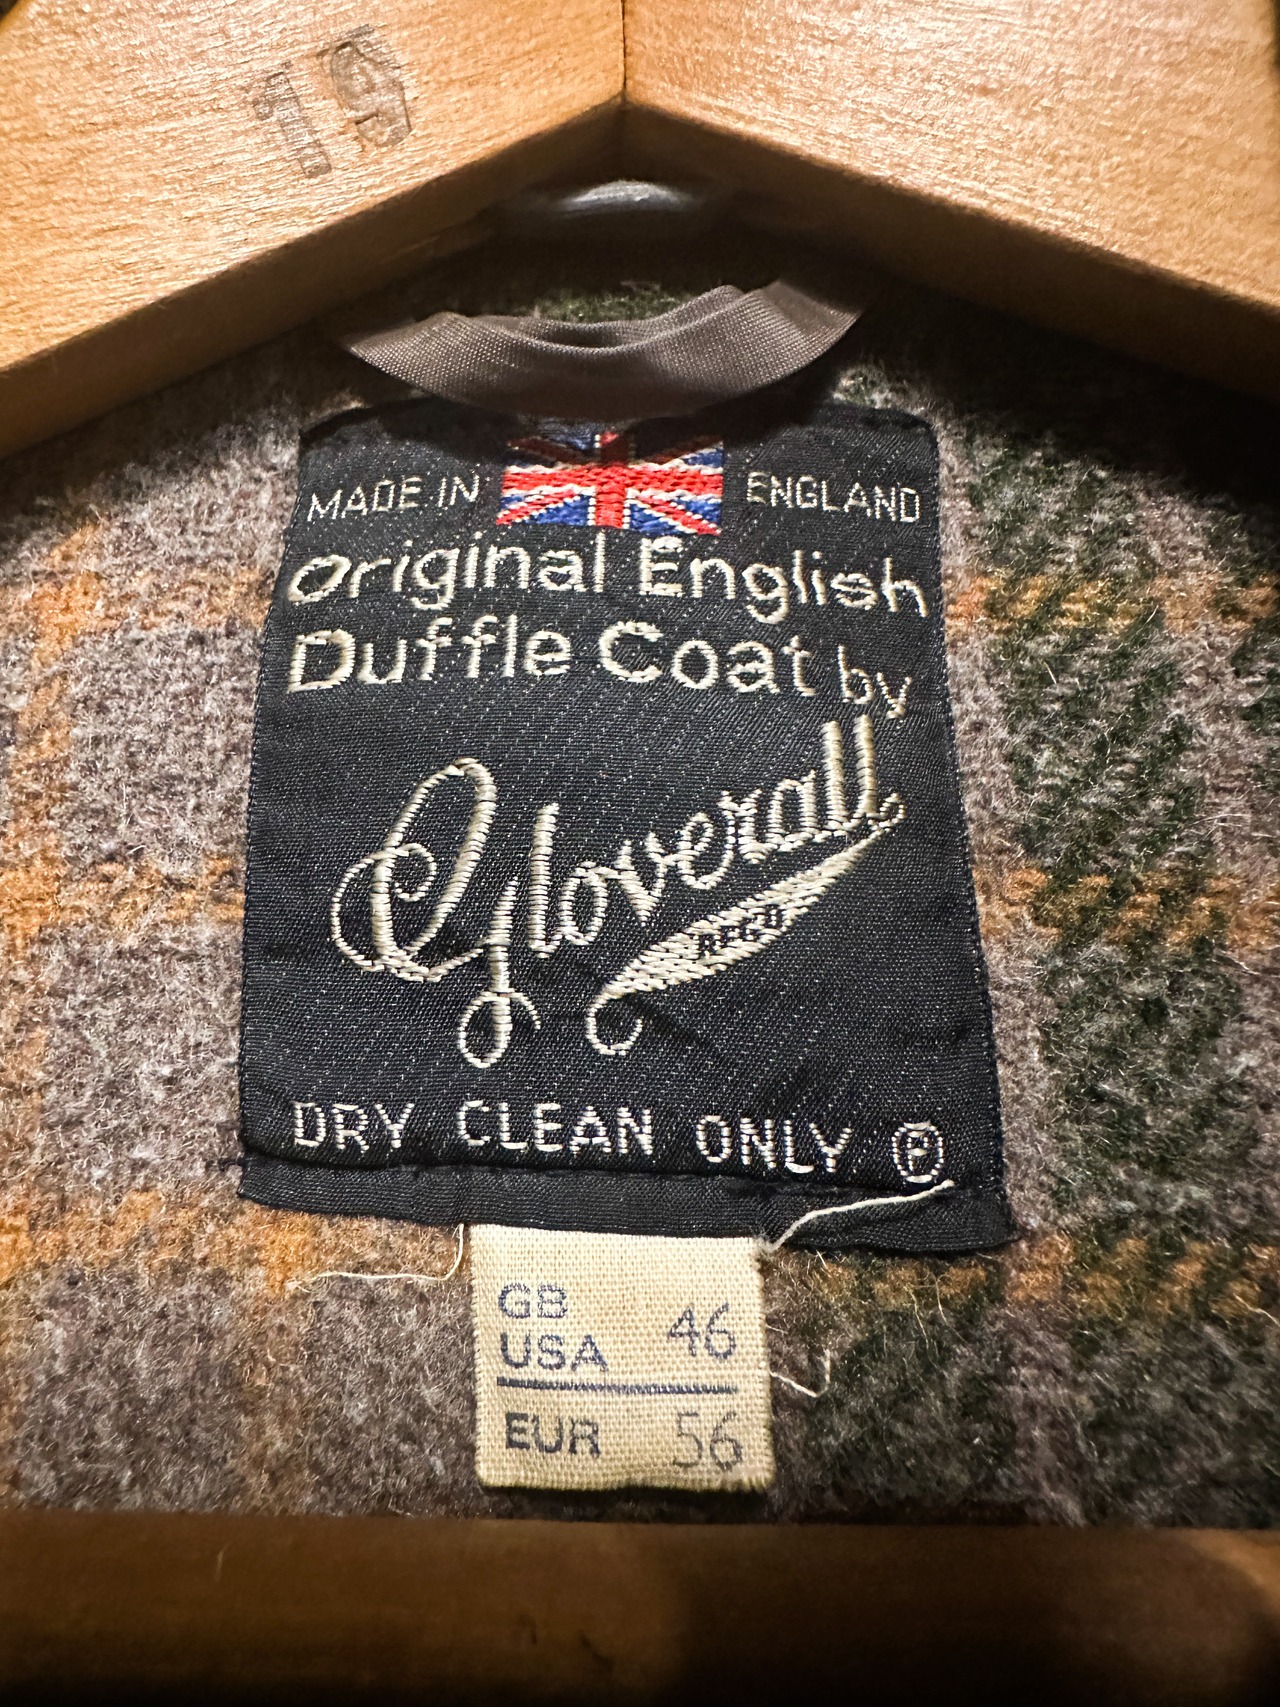 19
MADE IN ENGLAND
Original English
Duffle Coat by
Gloverall
REGD
DRY CLEAN ONLY Ⓟ
GB
USA 46
EUR 56